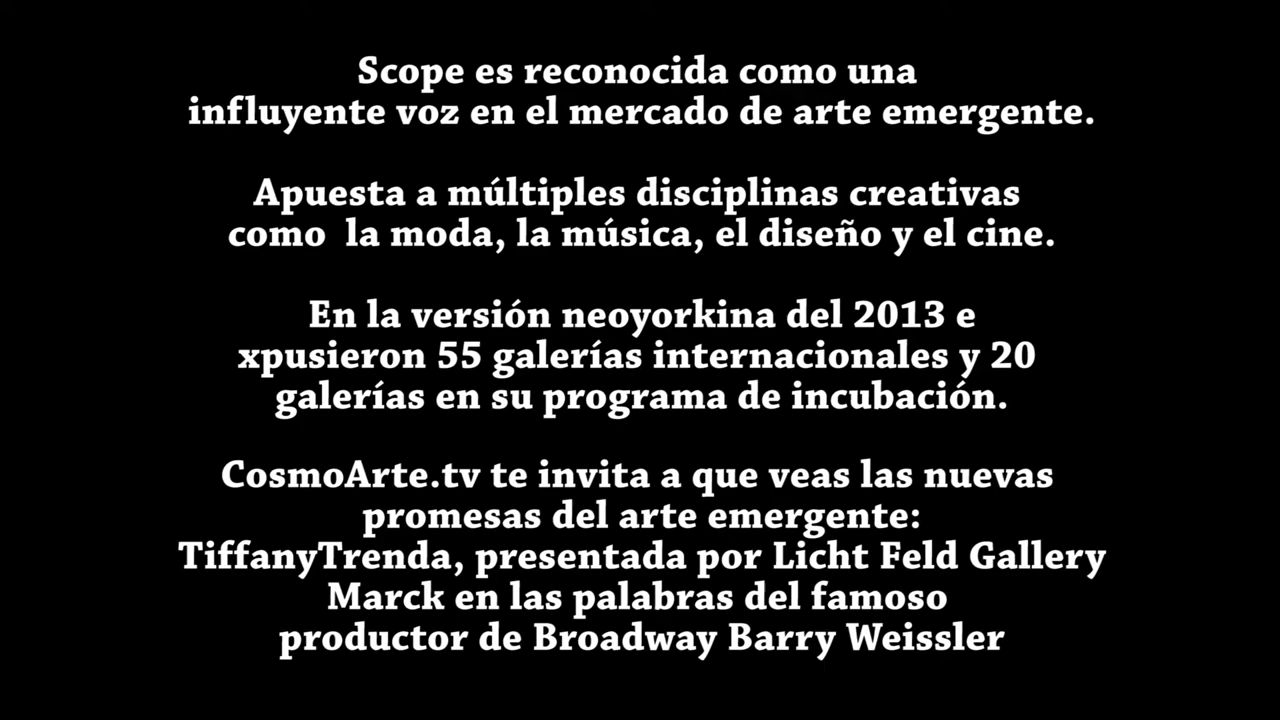 Scope es reconocida como una
influyente voz en el mercado de arte emergente.
Apuesta a múltiples disciplinas creativas
como  la moda, la música, el diseño y el cine.
En la versión neoyorkina del 2013 e
xpusieron 55 galerías internacionales y 20
galerías en su programa de incubación.
CosmoArte.tv te invita a que veas las nuevas
promesas del arte emergente:
TiffanyTrenda, presentada por Licht Feld Gallery
Marck en las palabras del famoso
productor de Broadway Barry Weissler